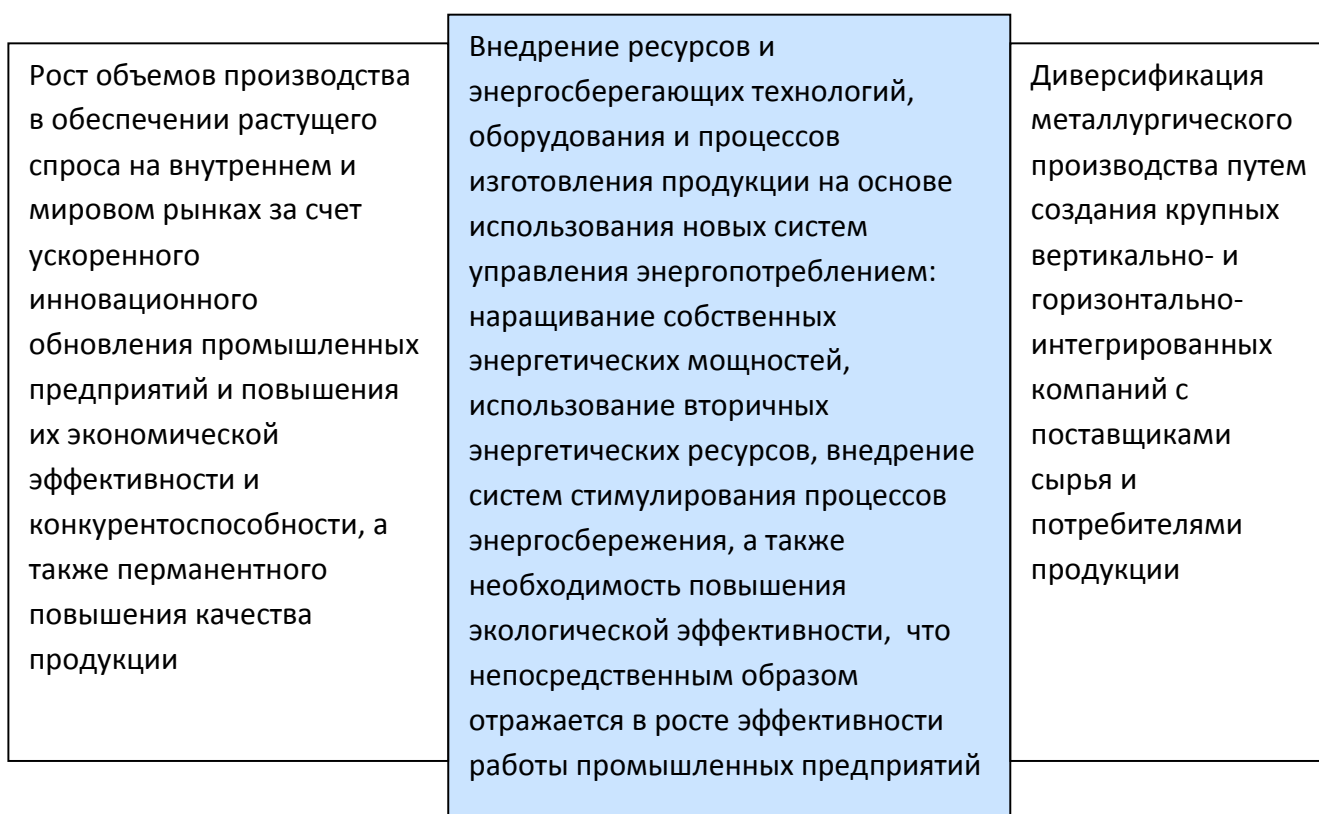 Рост объемов производства
в обеспечении растущего
спроса на внутреннем и
мировом рынках за счет
ускоренного
инновационного
обновления промышленных
предприятий и повышения
их экономической
эффективности и
конкурентоспособности, а
также перманентного
повышения качества
продукции
Внедрение ресурсов и
энергосберегающих технологий,
оборудования и процессов
изготовления продукции на основе
использования новых систем
управления энергопотреблением:
наращивание собственных
энергетических мощностей,
использование вторичных
энергетических ресурсов, внедрение
систем стимулирования процессов
энергосбережения, а также
необходимость повышения
экологической эффективности,  что
непосредственным образом
отражается в росте эффективности
работы промышленных предприятий
Диверсификация
металлургического
производства путем
создания крупных
вертикально- и
горизонтально-
интегрированных
компаний с
поставщиками
сырья и
потребителями
продукции